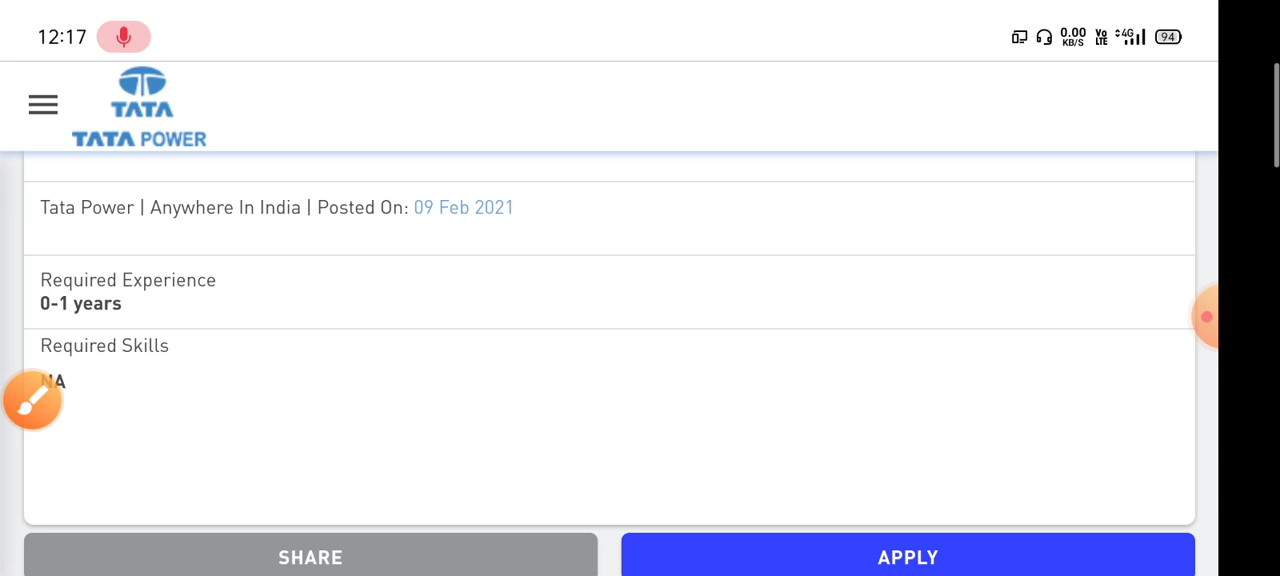 12:17
0.00
KB/S
Vo
LTE
4G
94
TATA
TATA POWER
Tata Power | Anywhere In India | Posted On: 09 Feb 2021
Required Experience
0-1 years
Required Skills
NA
SHARE
APPLY